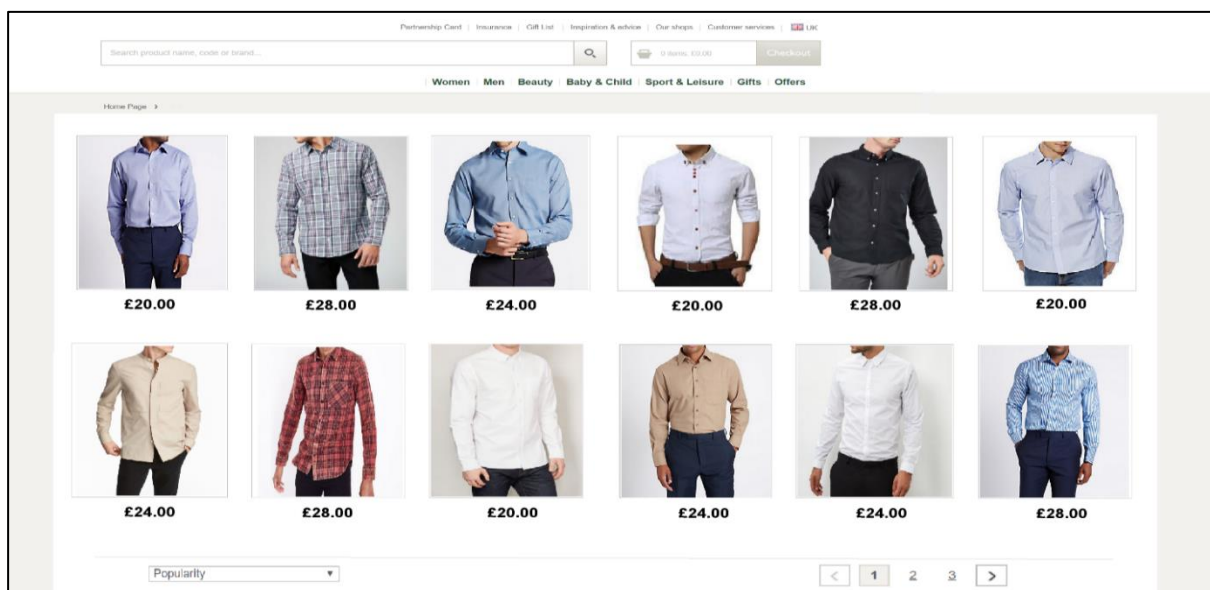 Partnership Card | Insurance | Gift List | Inspiration & advice | Our shops | Customer services | UK
Search product name, code or brand...
0 items, £0.00
Checkout
Women Men Beauty Baby & Child Sport & Leisure Gifts Offers
Home Page >
£20.00 £28.00 £24.00 £20.00 £28.00 £20.00
£24.00 £28.00 £20.00 £24.00 £24.00 £28.00
Popularity
< 1 2 3 >